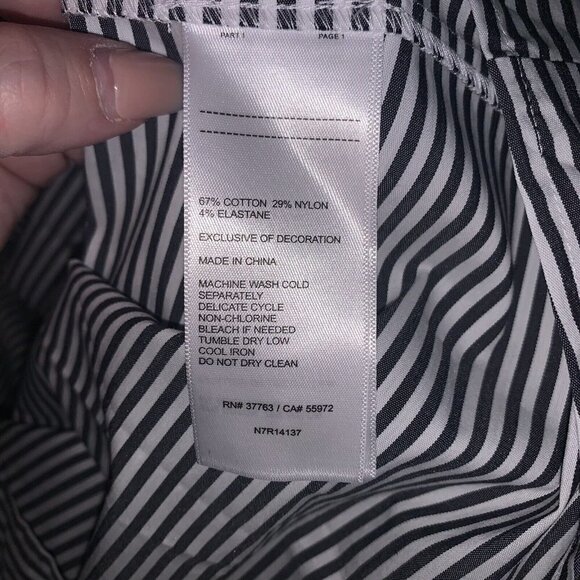 PART 1 PAGE 1
67% COTTON 29% NYLON
4% ELASTANE
EXCLUSIVE OF DECORATION
MADE IN CHINA
MACHINE WASH COLD
SEPARATELY
DELICATE CYCLE
NON-CHLORINE
BLEACH IF NEEDED
TUMBLE DRY LOW
COOL IRON
DO NOT DRY CLEAN
RN# 37763 / CA# 55972
N7R14137